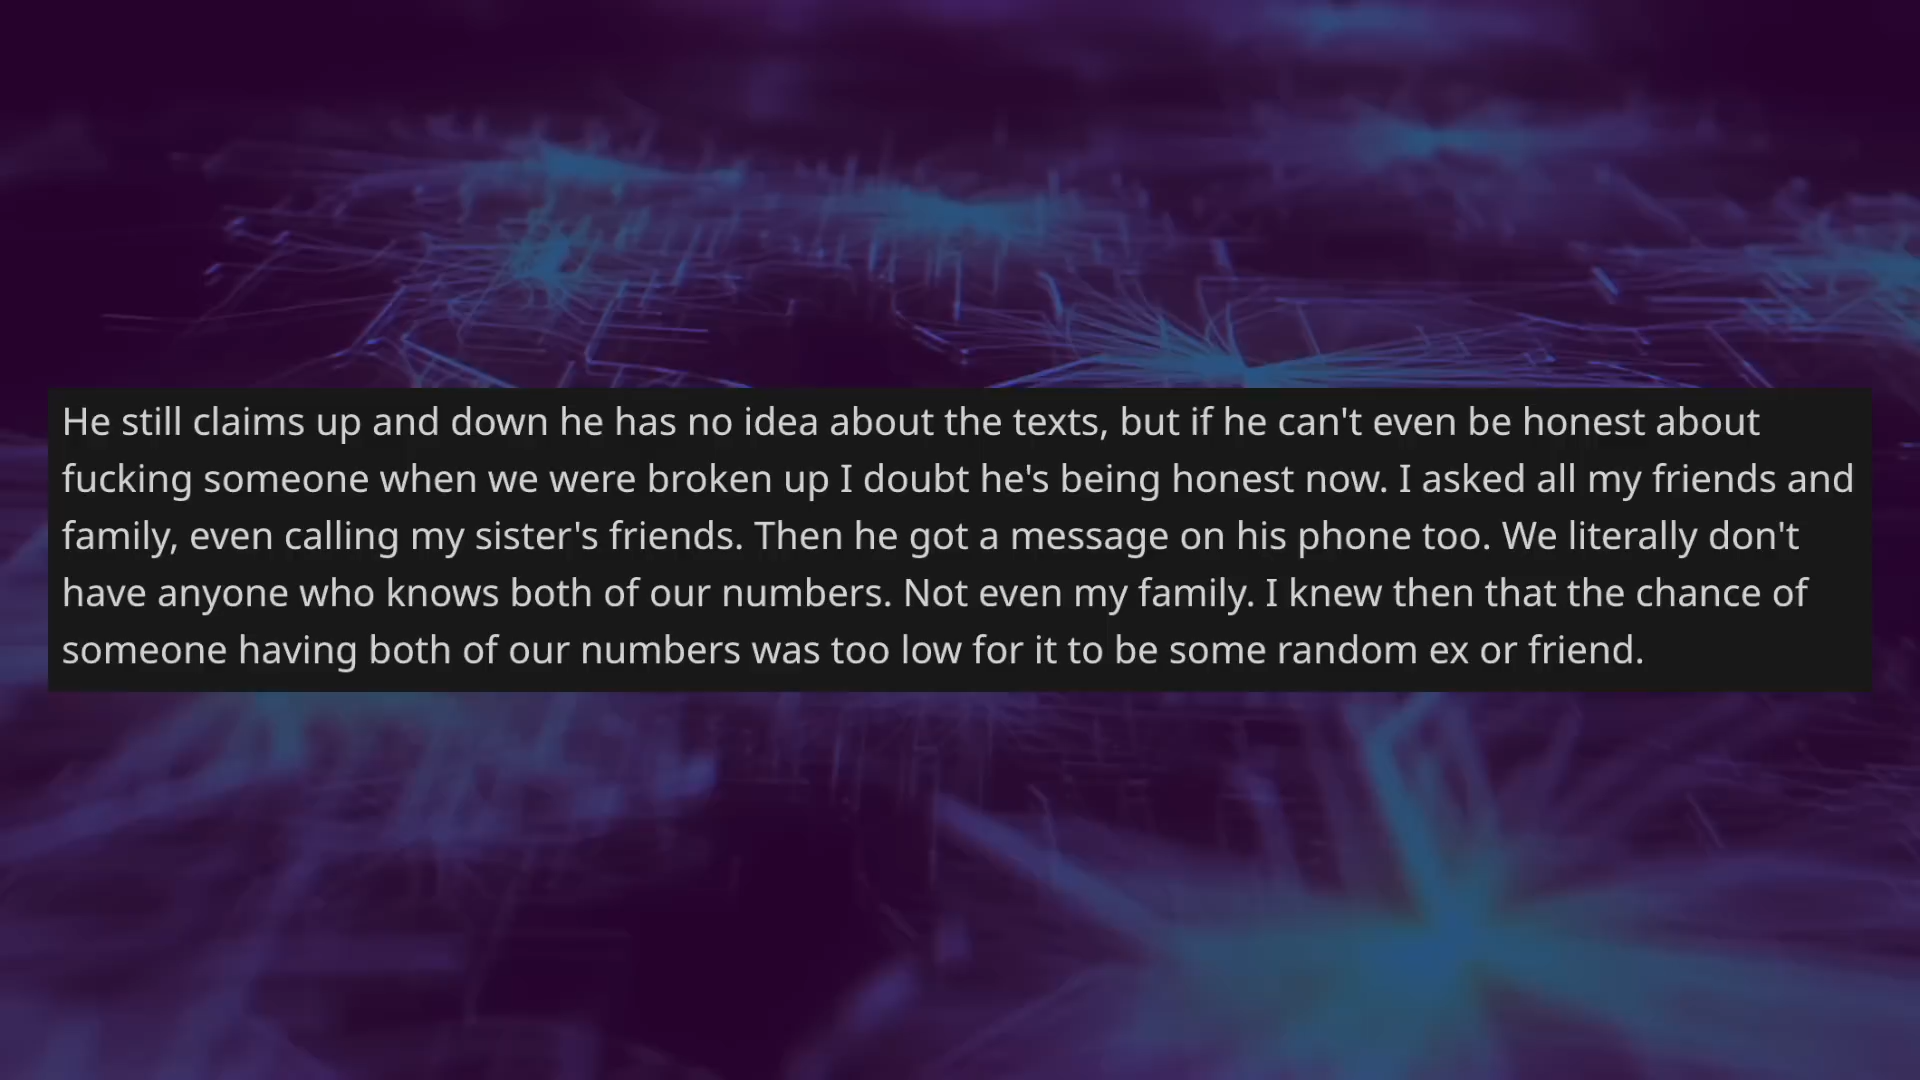 He still claims up and down he has no idea about the texts, but if he can't even be honest about
fucking someone when we were broken up I doubt he's being honest now. I asked all my friends and
family, even calling my sister's friends. Then he got a message on his phone too. We literally don't
have anyone who knows both of our numbers. Not even my family. I knew then that the chance of
someone having both of our numbers was too low for it to be some random ex or friend.